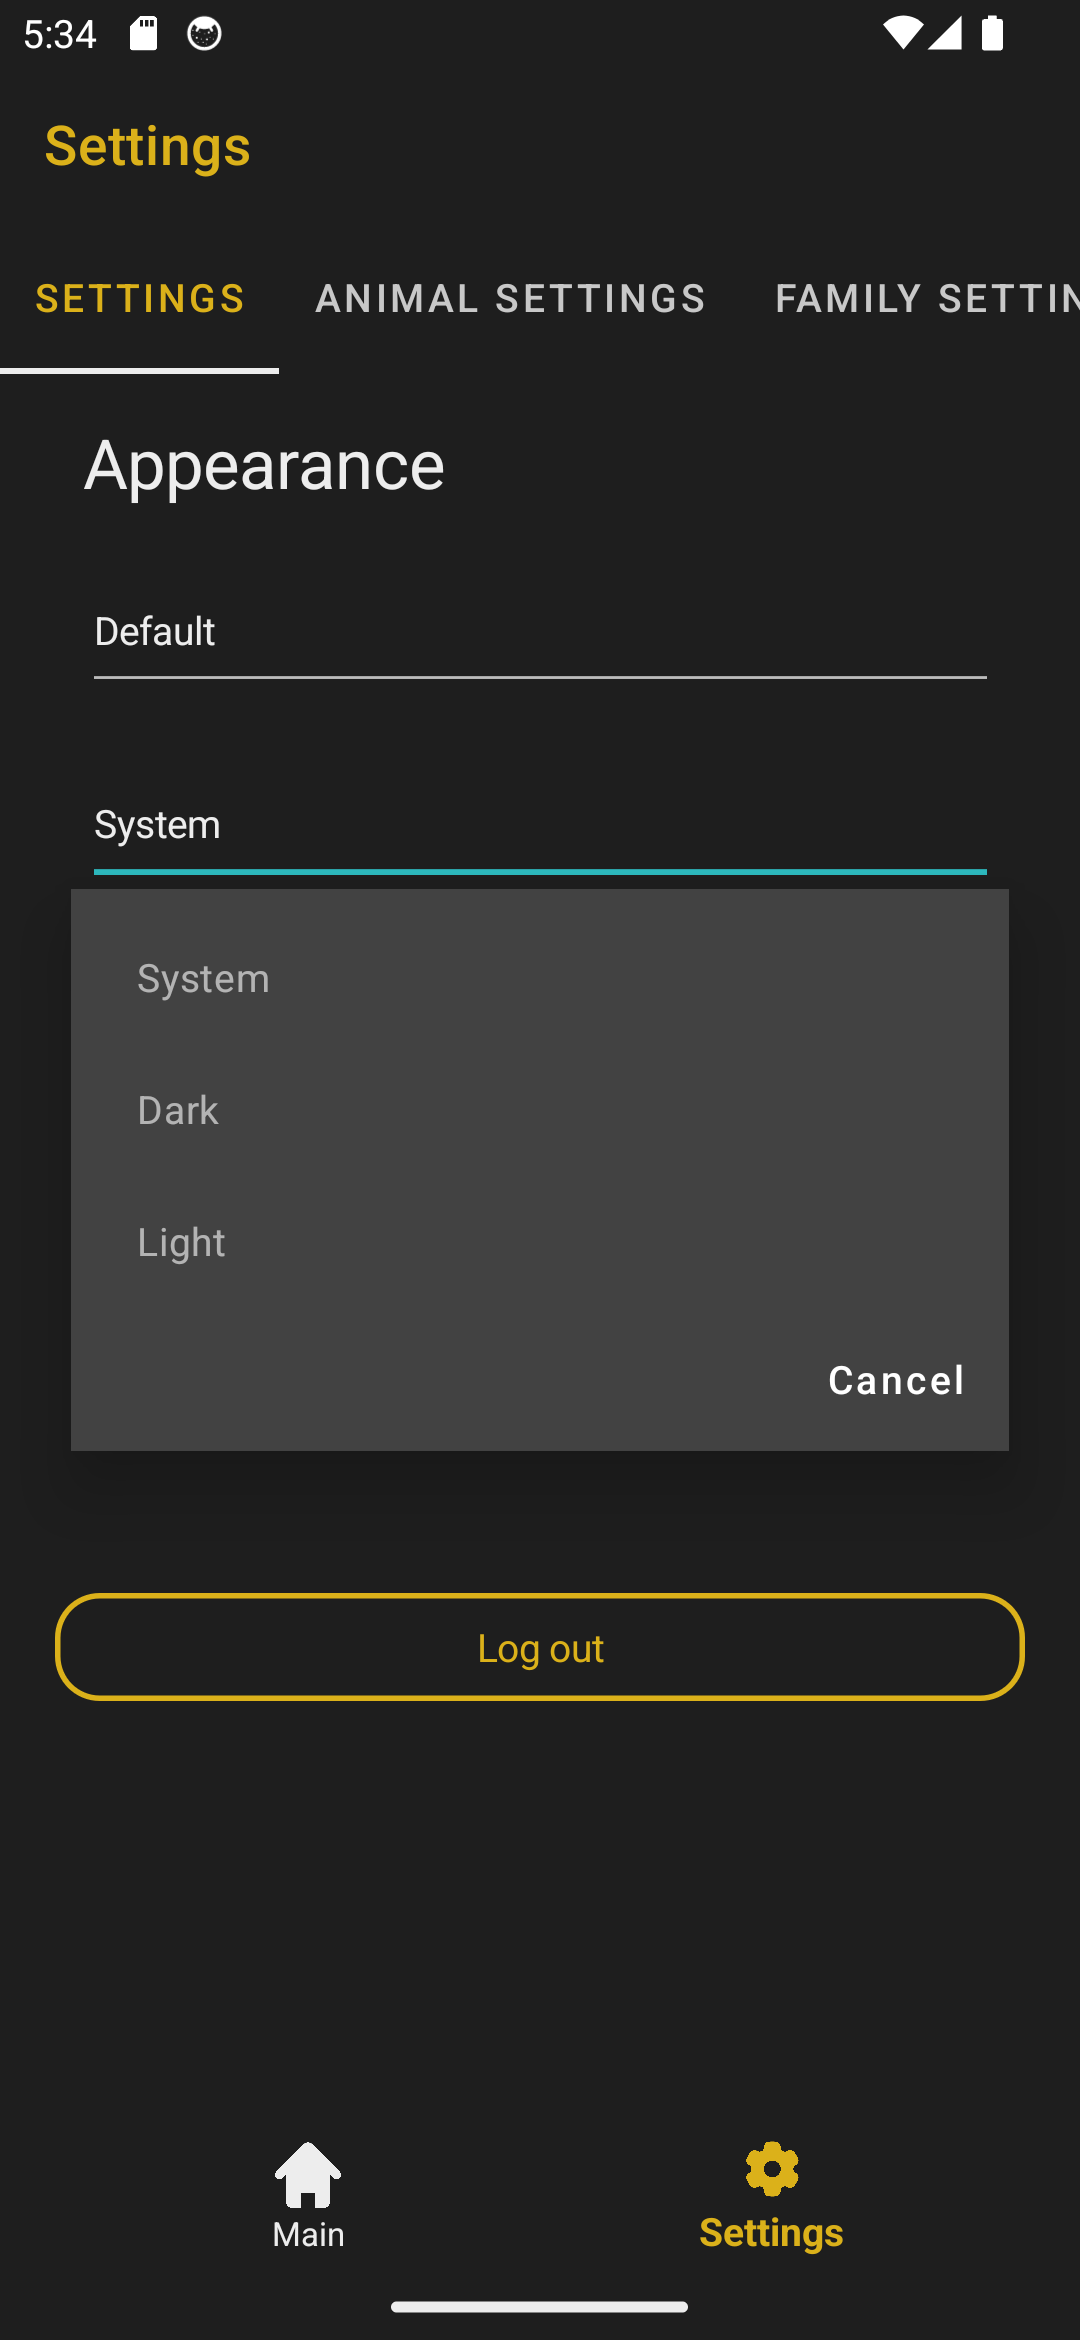 5:34
Settings
SETTINGS ANIMAL SETTINGS FAMILY SETTIN
Appearance
Default
System
System
Dark
Light
Cancel
Log out
Main Settings